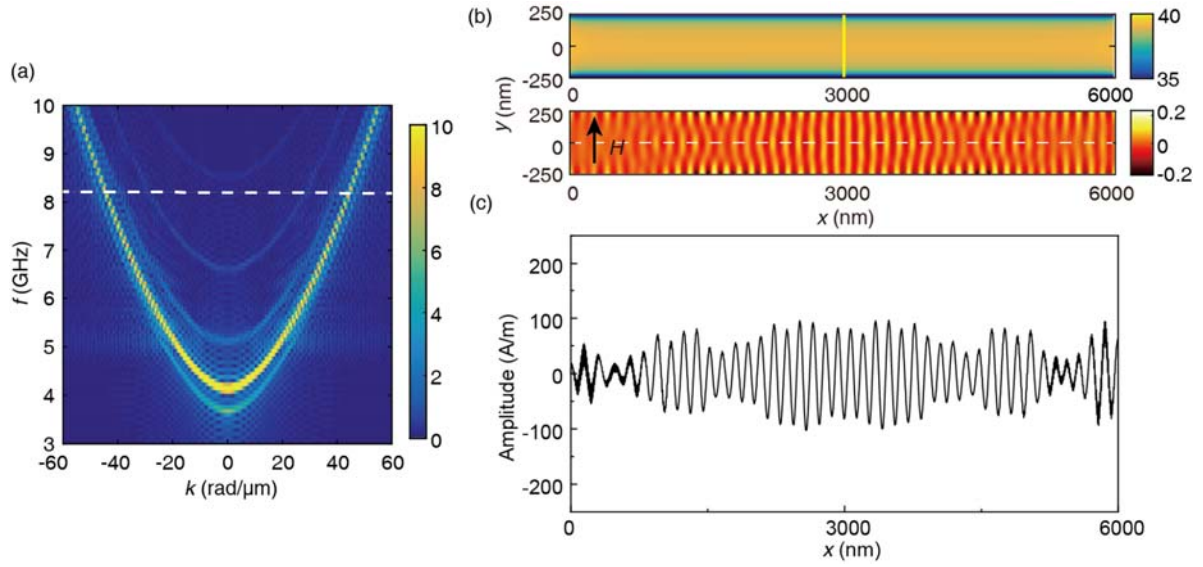 (a)
10
9
8
7
6
5
4
3
f (GHz)
-60 -40 -20 0 20 40 60
k (rad/μm)
10
8
6
4
2
0
(b)
250
0
-250
0 3000 6000
40
35
y (nm)
250
0
-250
H
0 3000 6000
x (nm)
0.2
0
-0.2
(c)
200
100
0
-100
-200
Amplitude (A/m)
0 3000 6000
x (nm)